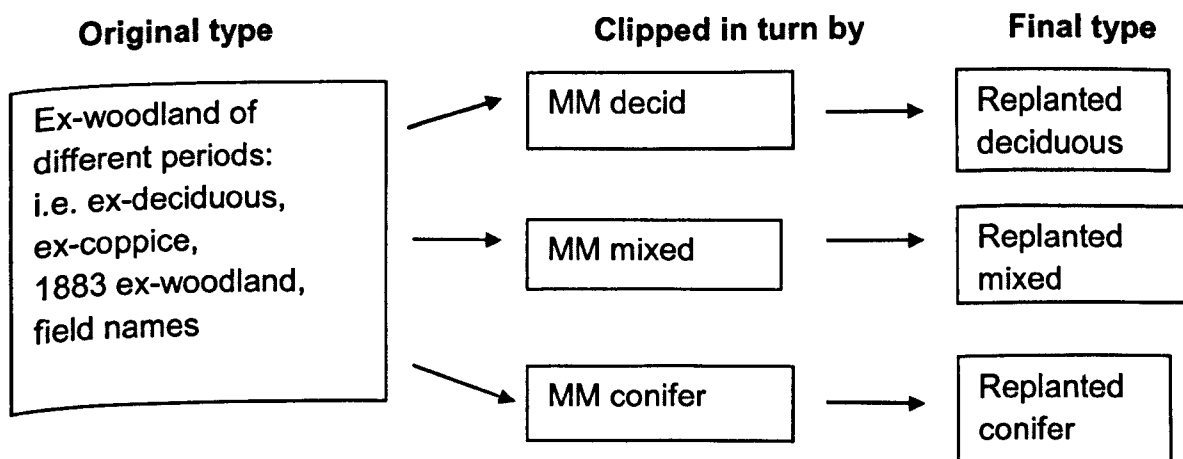 Original type
Clipped in turn by
Final type
Ex-woodland of
different periods:
i.e. ex-deciduous,
ex-coppice,
1883 ex-woodland,
field names
MM decid
Replanted
deciduous
MM mixed
Replanted
mixed
MM conifer
Replanted
conifer